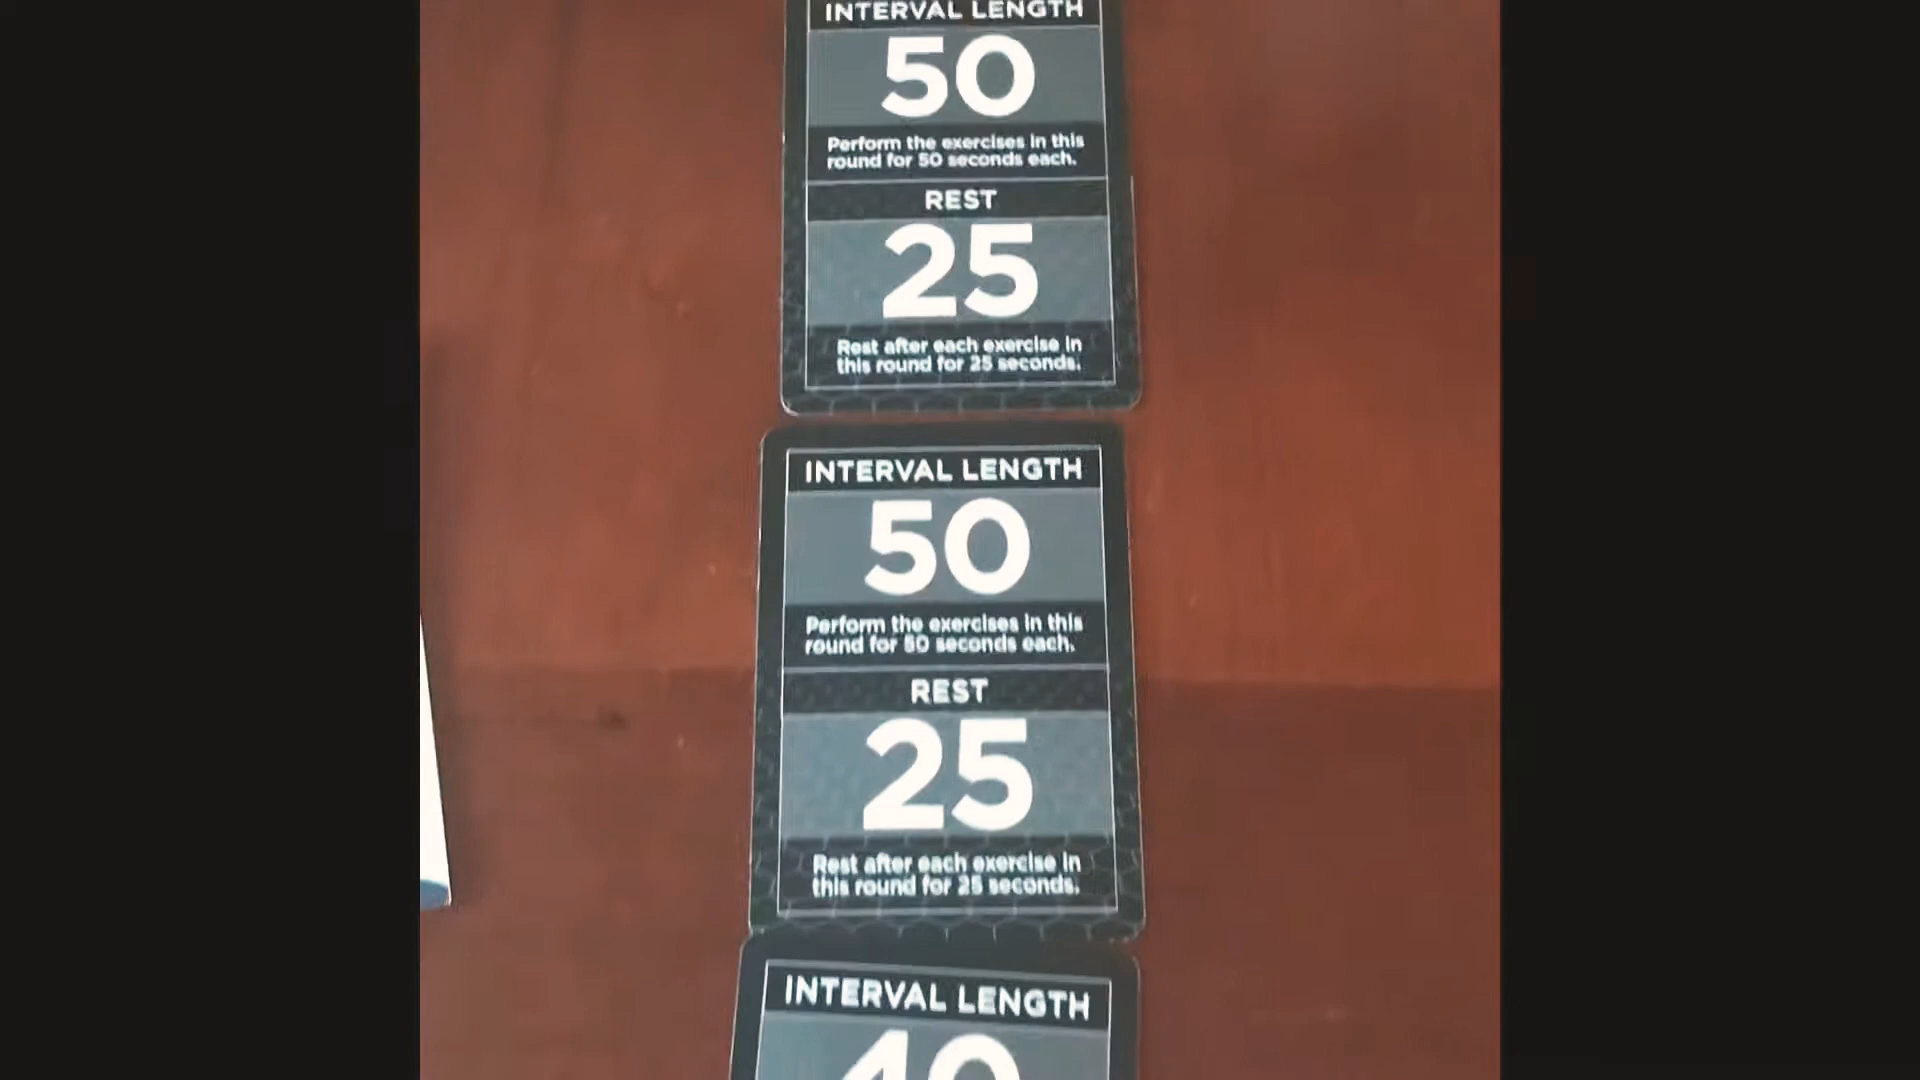 INTERVAL LENGTH
50
Perform the exercises in this
round for 50 seconds each.
REST
25
Rest after each exercise in
this round for 25 seconds.
INTERVAL LENGTH
50
Perform the exercises in this
round for 50 seconds each.
REST
25
Rest after each exercise in
this round for 25 seconds.
INTERVAL LENGTH
40